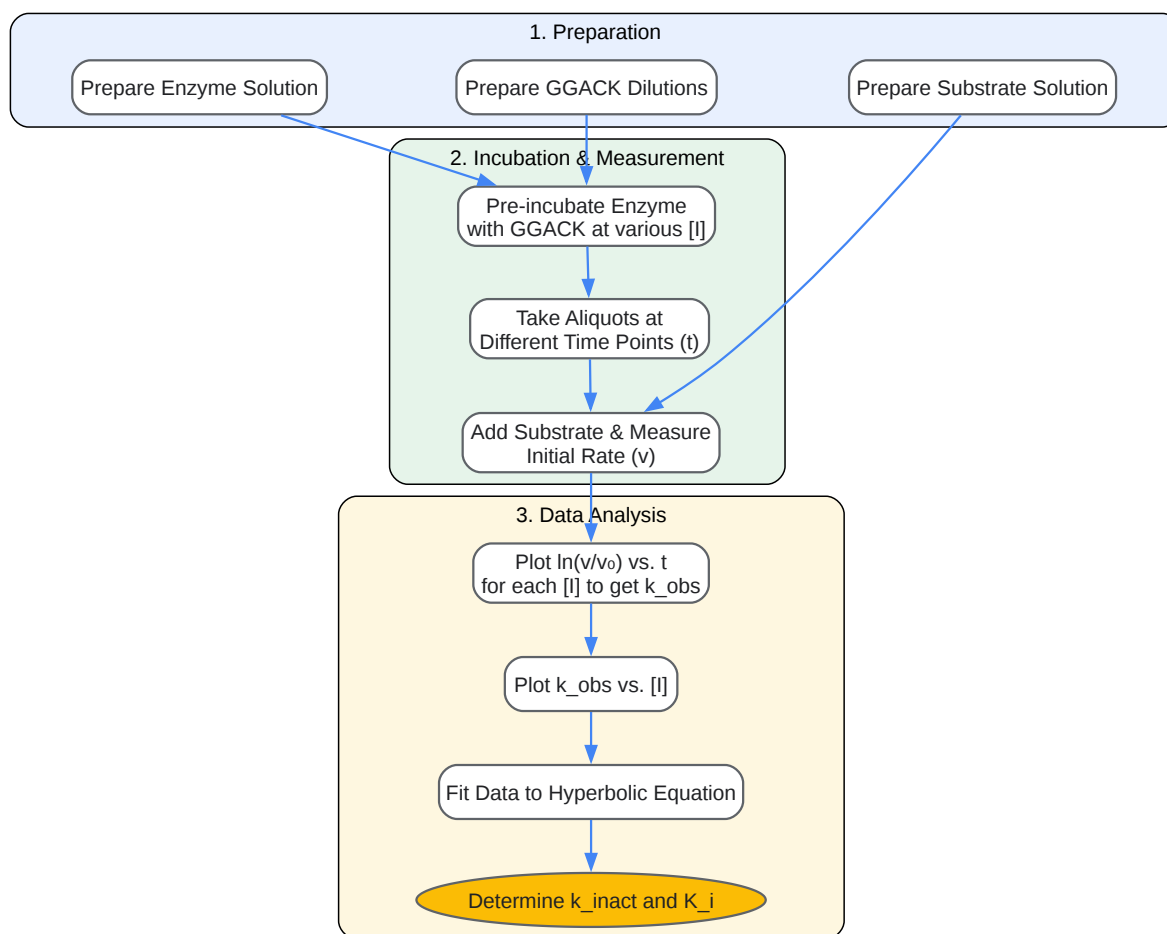 1. Preparation
Prepare Enzyme Solution
Prepare GGACK Dilutions
Prepare Substrate Solution
2. Incubation & Measurement
Pre-incubate Enzyme
with GGACK at various [I]
Take Aliquots at
Different Time Points (t)
Add Substrate & Measure
Initial Rate (v)
3. Data Analysis
Plot ln(v/v₀) vs. t
for each [I] to get k_obs
Plot k_obs vs. [I]
Fit Data to Hyperbolic Equation
Determine k_inact and K_i